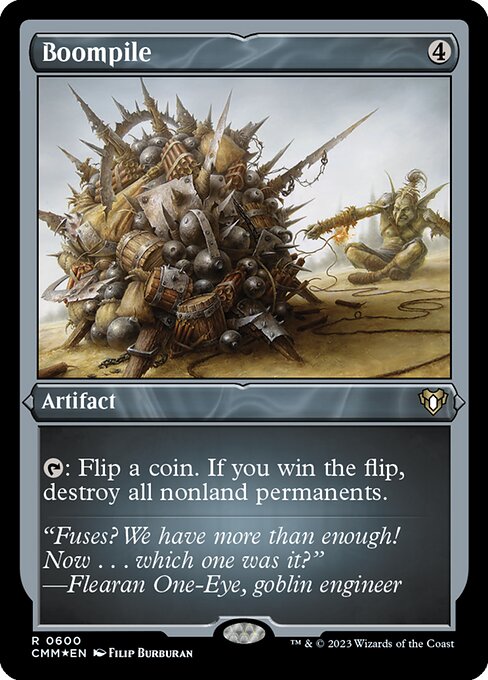 Boompile 4
Artifact
: Flip a coin. If you win the flip,
destroy all nonland permanents.
“Fuses? We have more than enough!
Now . . . which one was it?”
—Flearan One-Eye, goblin engineer
R 0600
CMM★EN Filip Burburan
™ & © 2023 Wizards of the Coast